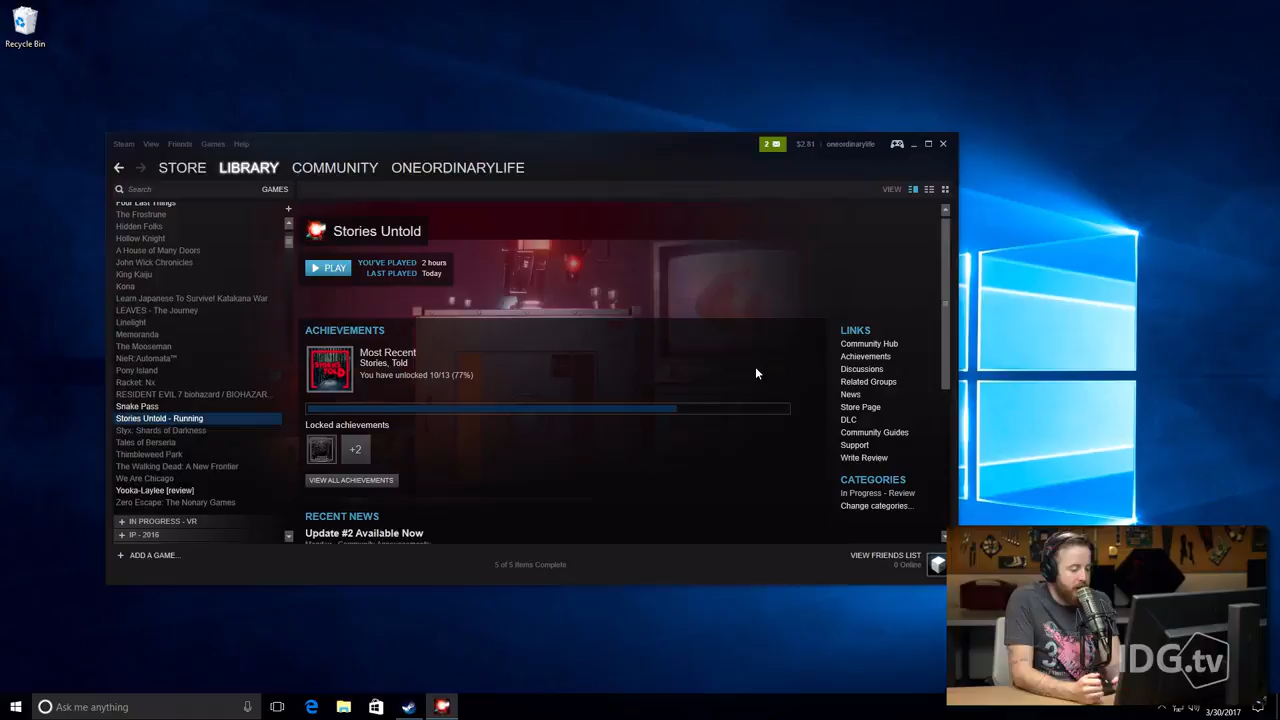 Recycle Bin
Steam View Friends Games Help
2
$2.81 oneordinarylife
STORE LIBRARY COMMUNITY ONEORDINARYLIFE
Search GAMES
VIEW
Four Last Things
The Frostrune
Hidden Folks
Hollow Knight
A House of Many Doors
John Wick Chronicles
King Kaiju
Kona
Learn Japanese To Survive! Katakana War
LEAVES - The Journey
Linelight
Memoranda
The Mooseman
NieR:Automata™
Pony Island
Racket: Nx
RESIDENT EVIL 7 biohazard / BIOHAZAR...
Snake Pass
Stories Untold - Running
Styx: Shards of Darkness
Tales of Berseria
Thimbleweed Park
The Walking Dead: A New Frontier
We Are Chicago
Yooka-Laylee [review]
Zero Escape: The Nonary Games
+ IN PROGRESS - VR
+ IP - 2016
+ ADD A GAME...
Stories Untold
PLAY
YOU'VE PLAYED 2 hours
LAST PLAYED Today
ACHIEVEMENTS
Most Recent
Stories, Told
You have unlocked 10/13 (77%)
Locked achievements
+2
VIEW ALL ACHIEVEMENTS
RECENT NEWS
Update #2 Available Now
LINKS
Community Hub
Achievements
Discussions
Related Groups
News
Store Page
DLC
Community Guides
Support
Write Review
CATEGORIES
In Progress - Review
Change categories...
5 of 5 Items Complete
VIEW FRIENDS LIST
0 Online
IDG.tv
Ask me anything
3/30/2017